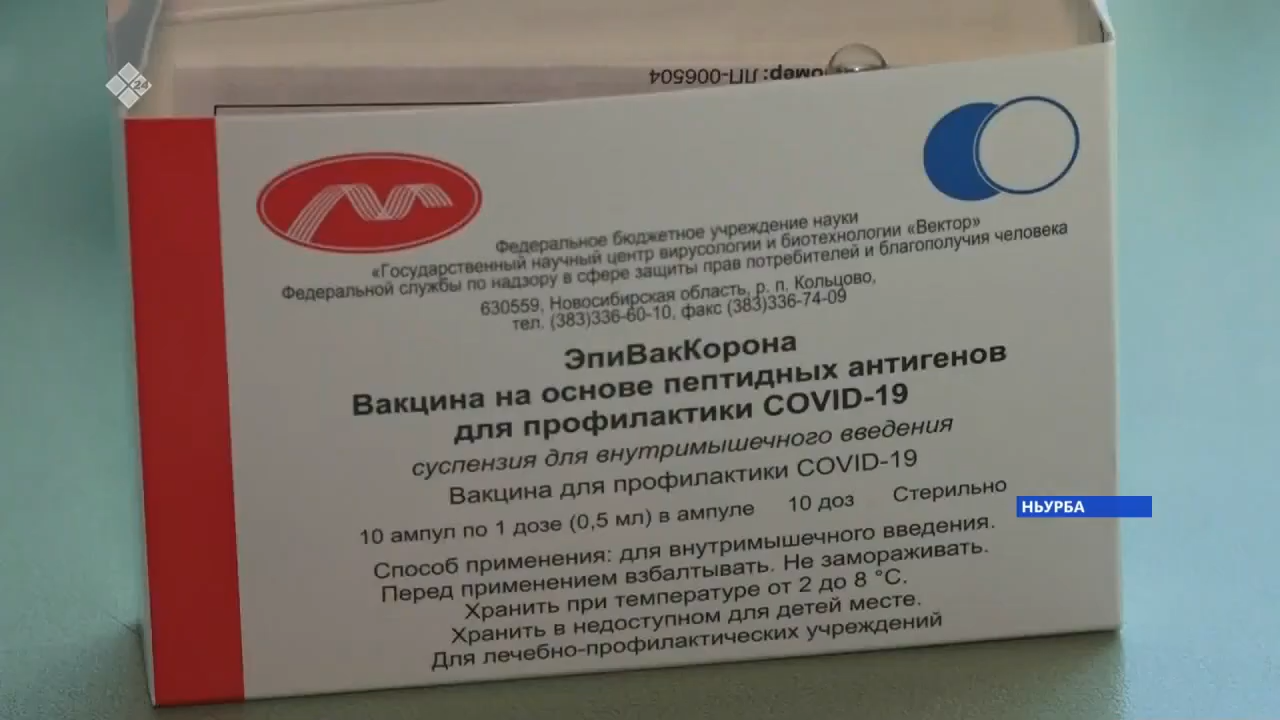 24
номер: ЛП-006504
Федеральное бюджетное учреждение науки
«Государственный научный центр вирусологии и биотехнологии «Вектор»
Федеральной службы по надзору в сфере защиты прав потребителей и благополучия человека
630559, Новосибирская область, р. п. Кольцово,
тел. (383)336-60-10, факс (383)336-74-09
ЭпиВакКорона
Вакцина на основе пептидных антигенов
для профилактики COVID-19
суспензия для внутримышечного введения
Вакцина для профилактики COVID-19
10 ампул по 1 дозе (0,5 мл) в ампуле 10 доз Стерильно
Способ применения: для внутримышечного введения.
Перед применением взбалтывать. Не замораживать.
Хранить при температуре от 2 до 8 °C.
Хранить в недоступном для детей месте.
Для лечебно-профилактических учреждений
НЬУРБА